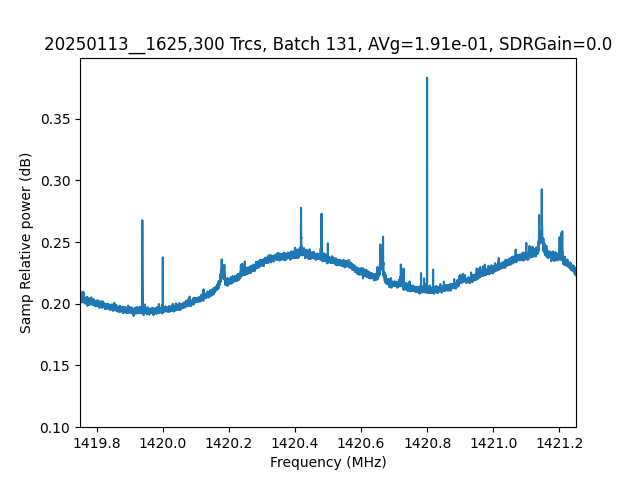 20250113__1625,300 Trcs, Batch 131, AVg=1.91e-01, SDRGain=0.0
Samp Relative power (dB)
0.35
0.30
0.25
0.20
0.15
0.10
1419.8 1420.0 1420.2 1420.4 1420.6 1420.8 1421.0 1421.2
Frequency (MHz)